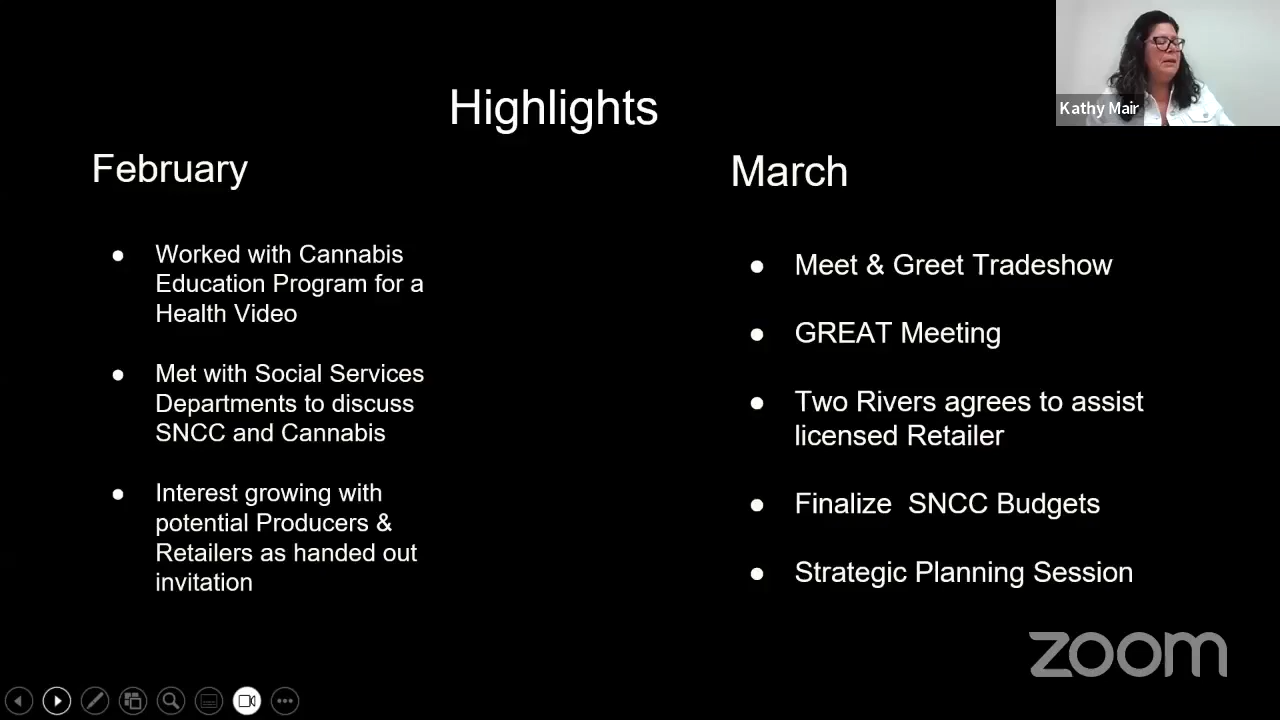 Highlights
Kathy Mair
February
● Worked with Cannabis
Education Program for a
Health Video
● Met with Social Services
Departments to discuss
SNCC and Cannabis
● Interest growing with
potential Producers &
Retailers as handed out
invitation
March
● Meet & Greet Tradeshow
● GREAT Meeting
● Two Rivers agrees to assist
licensed Retailer
● Finalize  SNCC Budgets
● Strategic Planning Session
zoom